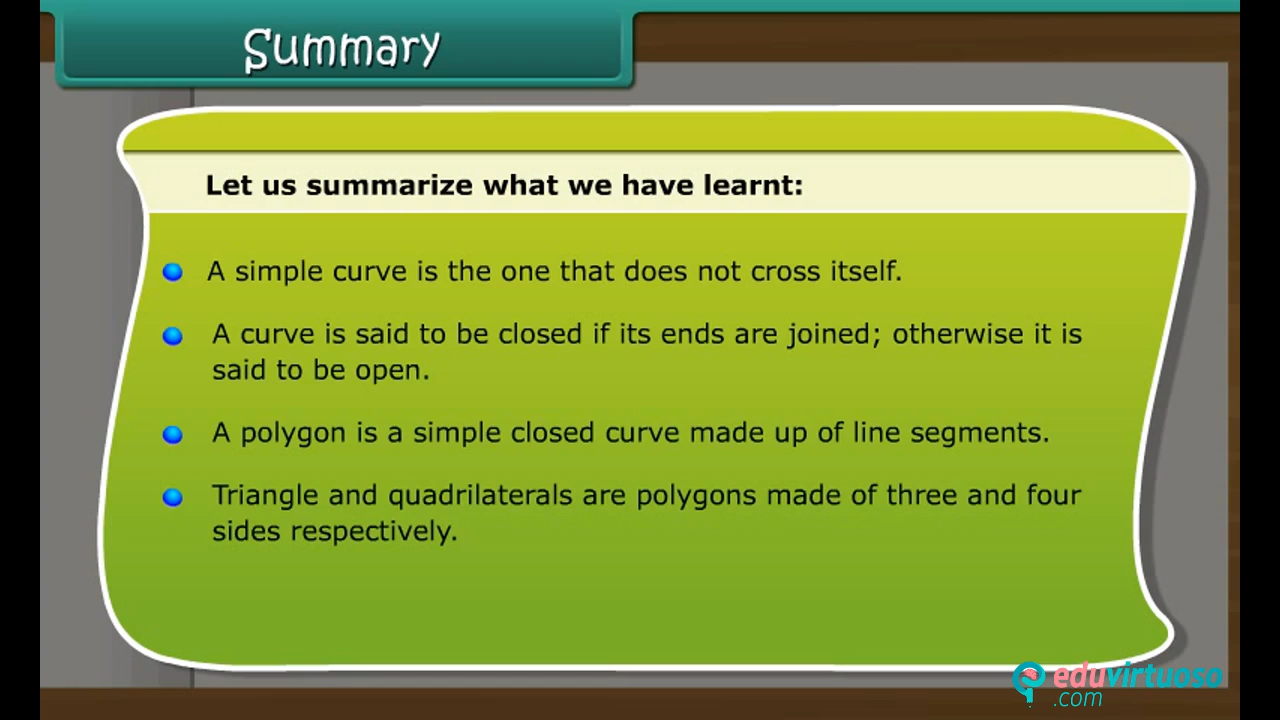 Summary
Let us summarize what we have learnt:
A simple curve is the one that does not cross itself.
A curve is said to be closed if its ends are joined; otherwise it is
said to be open.
A polygon is a simple closed curve made up of line segments.
Triangle and quadrilaterals are polygons made of three and four
sides respectively.
eduvirtuoso
.com